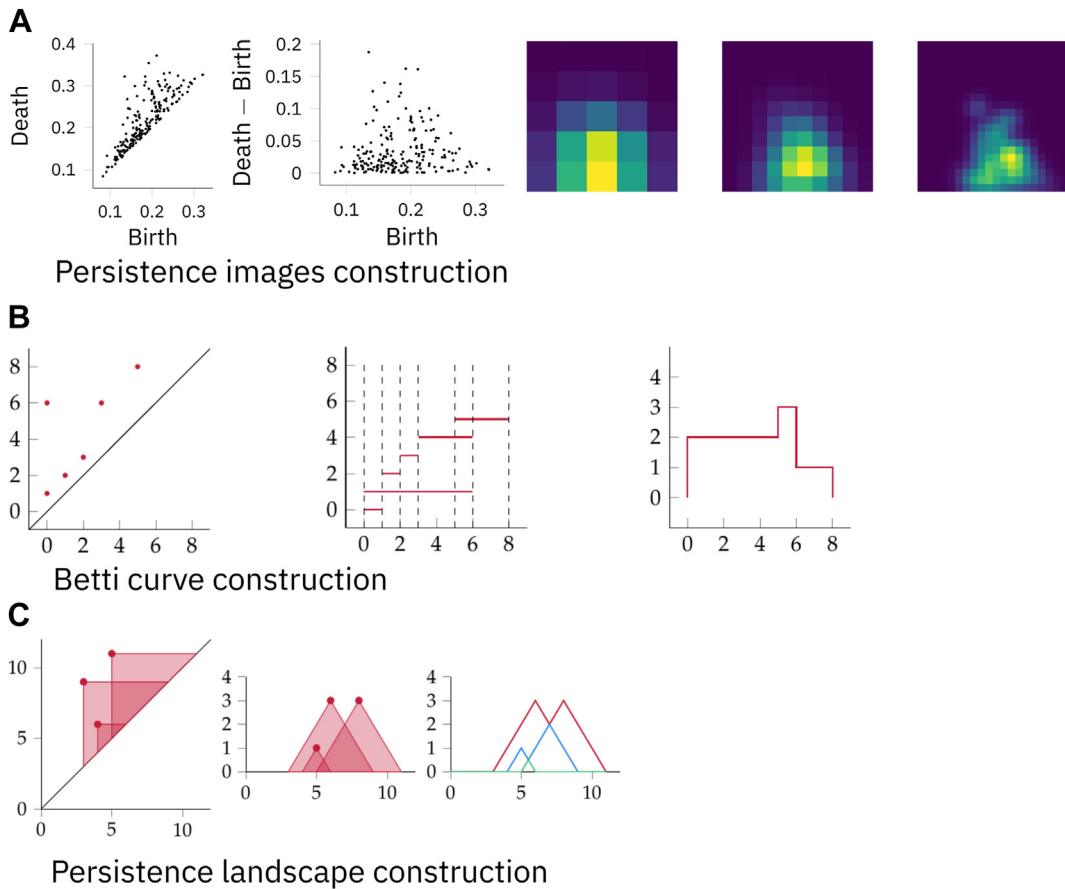 A
Death
0.4
0.3
0.2
0.1
0.1 0.2 0.3
Birth
Death − Birth
0.2
0.15
0.1
0.05
0
0.1 0.2 0.3
Birth
Persistence images construction
B
8
6
4
2
0
0 2 4 6 8
8
6
4
2
0
0 2 4 6 8
4
3
2
1
0
0 2 4 6 8
Betti curve construction
C
10
5
0
0 5 10
4
3
2
1
0
0 5 10
4
3
2
1
0
0 5 10
Persistence landscape construction